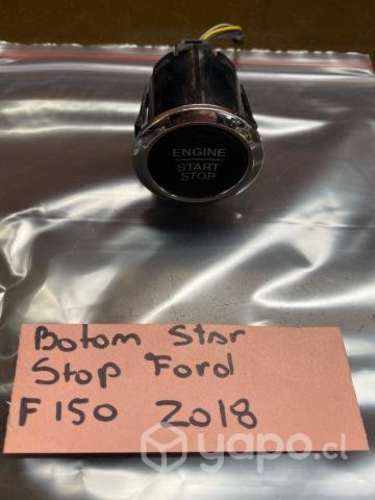 ENGINE
START
STOP
Botom Star
Stop Ford
F150 2018
yapo.cl